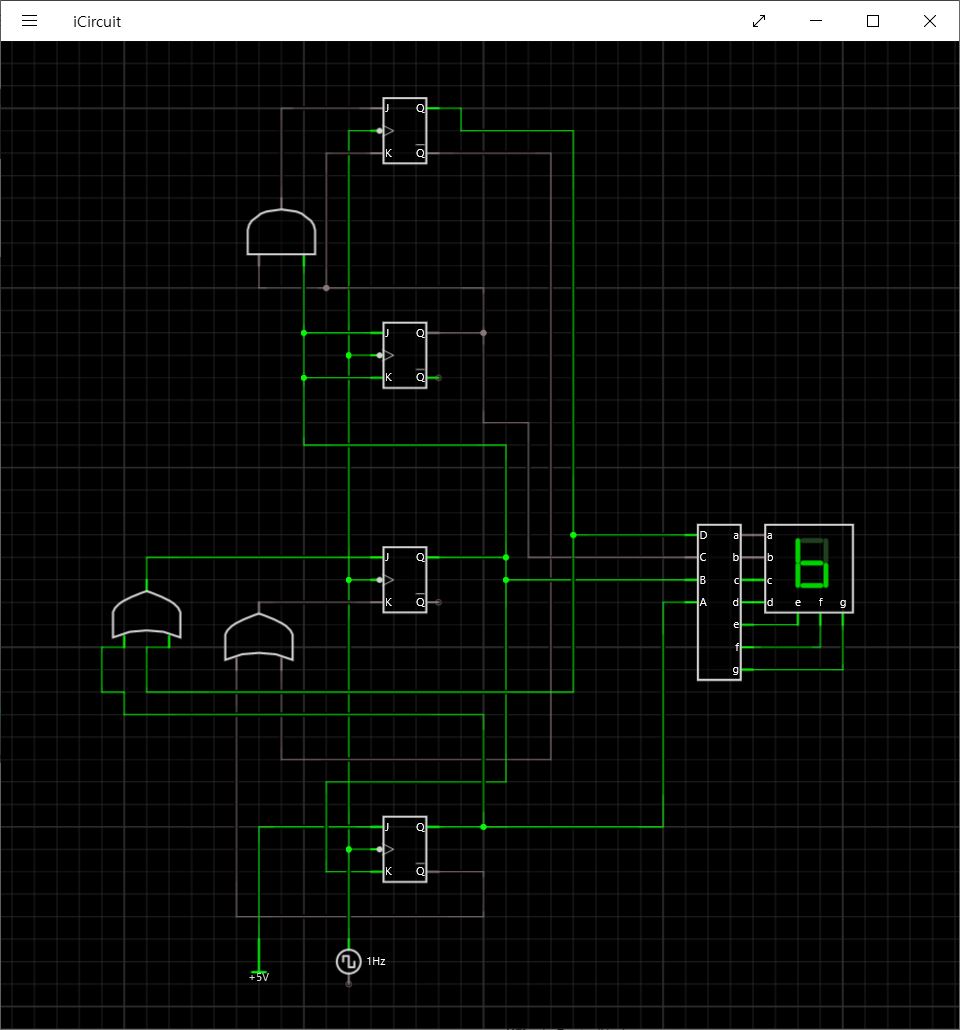 iCircuit
J Q
K Q
J Q
K Q
J Q
K Q
D a a
C b b
B c c
A d d e f g
e
f
g
J Q
K Q
1Hz
+5V